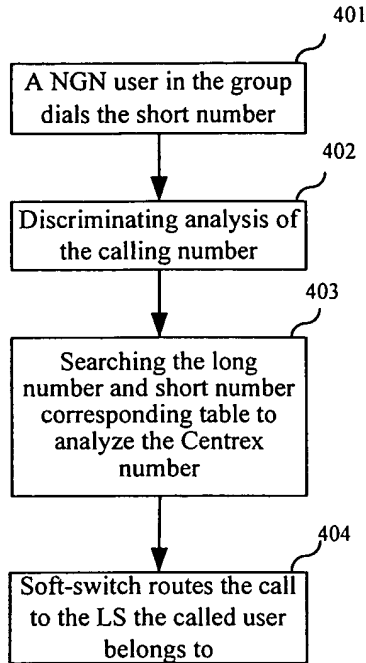 401
A NGN user in the group
dials the short number
402
Discriminating analysis of
the calling number
403
Searching the long
number and short number
corresponding table to
analyze the Centrex
number
404
Soft-switch routes the call
to the LS the called user
belongs to